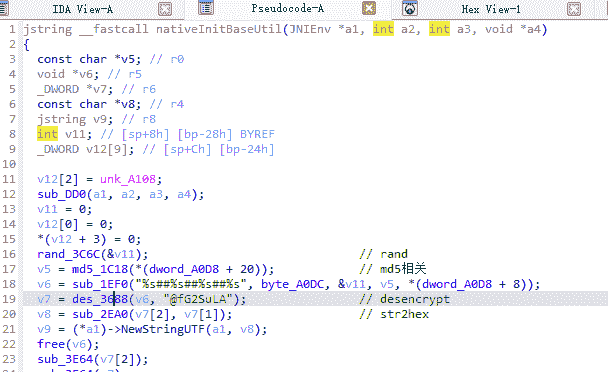 IDA View-A Pseudocode-A Hex View-1
1 jstring __fastcall nativeInitBaseUtil(JNIEnv *a1, int a2, int a3, void *a4)
2 {
3 const char *v5; // r0
4 void *v6; // r5
5 _DWORD *v7; // r6
6 const char *v8; // r4
7 jstring v9; // r8
8 int v11; // [sp+8h] [bp-28h] BYREF
9 _DWORD v12[9]; // [sp+Ch] [bp-24h]
10
11 v12[2] = unk_A108;
12 sub_DD0(a1, a2, a3, a4);
13 v11 = 0;
14 v12[0] = 0;
15 *(v12 + 3) = 0;
16 rand_3C6C(&v11); // rand
17 v5 = md5_1C18(*(dword_A0D8 + 20)); // md5相关
18 v6 = sub_1EF0("%s##%s##%s##%s", byte_A0DC, &v11, v5, *(dword_A0D8 + 8));
19 v7 = des_3688(v6, "@fG2SuLA"); // desencrypt
20 v8 = sub_2EA0(v7[2], v7[1]); // str2hex
21 v9 = (*a1)->NewStringUTF(a1, v8);
22 free(v6);
23 sub_3E64(v7[2]);